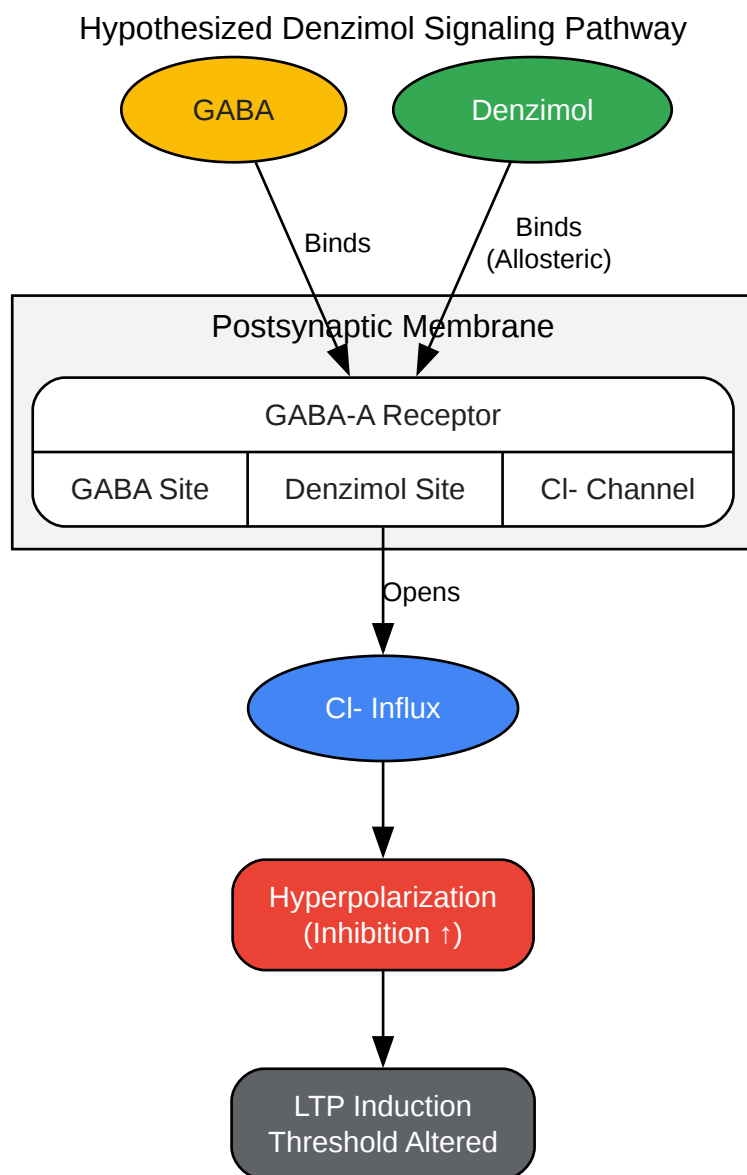 Hypothesized Denzimol Signaling Pathway
GABA
Denzimol
Binds
Binds
(Allosteric)
Postsynaptic Membrane
GABA-A Receptor
GABA Site
Denzimol Site
Cl- Channel
Opens
Cl- Influx
Hyperpolarization
(Inhibition ↑)
LTP Induction
Threshold Altered